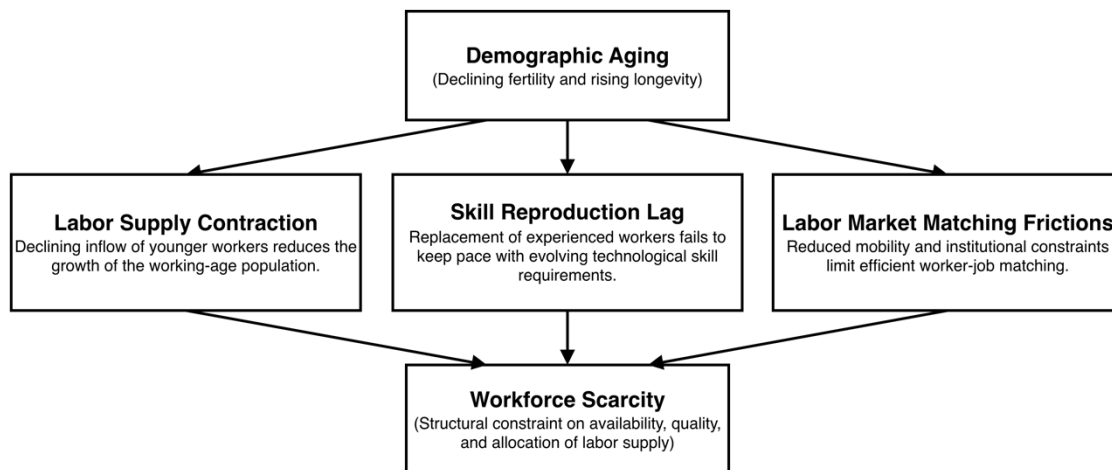 Demographic Aging
(Declining fertility and rising longevity)
Labor Supply Contraction
Declining inflow of younger workers reduces the
growth of the working-age population.
Skill Reproduction Lag
Replacement of experienced workers fails to
keep pace with evolving technological skill
requirements.
Labor Market Matching Frictions
Reduced mobility and institutional constraints
limit efficient worker-job matching.
Workforce Scarcity
(Structural constraint on availability, quality,
and allocation of labor supply)